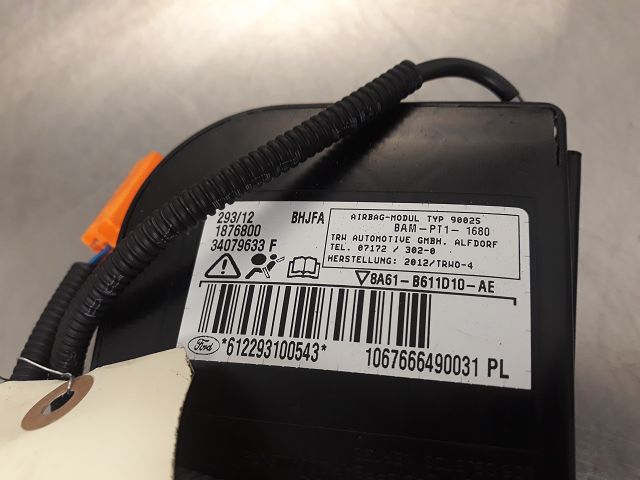 293/12 BHJFA
1876800
34079633 F
AIRBAG-MODUL TYP 90025
BAM-PT1-1680
TRW AUTOMOTIVE GMBH. ALFDORF
TEL. 07172 / 302-0
HERSTELLUNG: 2012/TRWO-4
8A61-B611D10-AE
Ford *612293100543* 1067666490031 PL